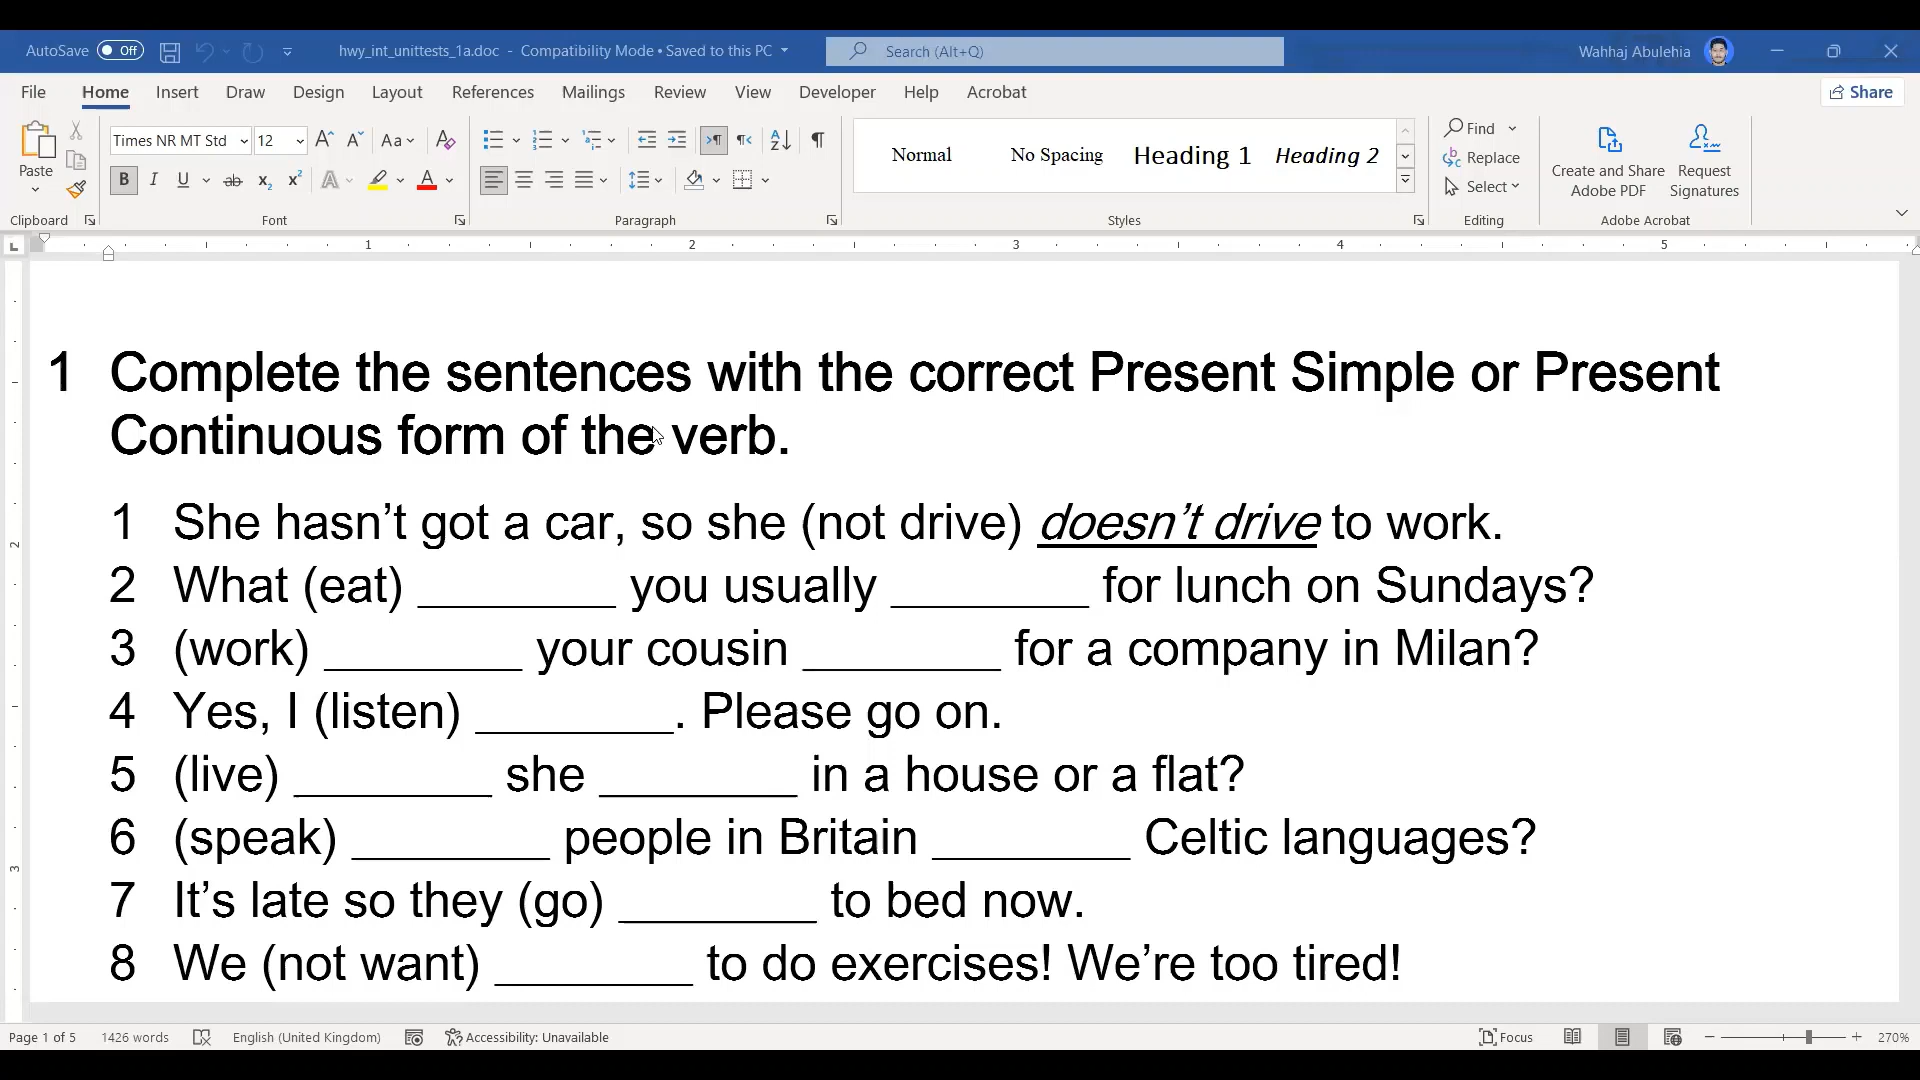 AutoSave Off hwy_int_unittests_1a.doc - Compatibility Mode • Saved to this PC Search (Alt+Q) Wahhaj Abulehia
File Home Insert Draw Design Layout References Mailings Review View Developer Help Acrobat Share
Paste
Clipboard
Times NR MT Std 12
Font
Paragraph
Normal No Spacing Heading 1 Heading 2
Styles
Find
Replace
Select
Editing
Create and Share Adobe PDF
Request Signatures
Adobe Acrobat
1 2 3 4 5
1 Complete the sentences with the correct Present Simple or Present
Continuous form of the verb.
1 She hasn’t got a car, so she (not drive) doesn’t drive to work.
2 What (eat) ________ you usually ________ for lunch on Sundays?
3 (work) ________ your cousin ________ for a company in Milan?
4 Yes, I (listen) ________. Please go on.
5 (live) ________ she ________ in a house or a flat?
6 (speak) ________ people in Britain ________ Celtic languages?
7 It’s late so they (go) ________ to bed now.
8 We (not want) ________ to do exercises! We’re too tired!
2
3
Page 1 of 5 1426 words English (United Kingdom) Accessibility: Unavailable Focus 270%